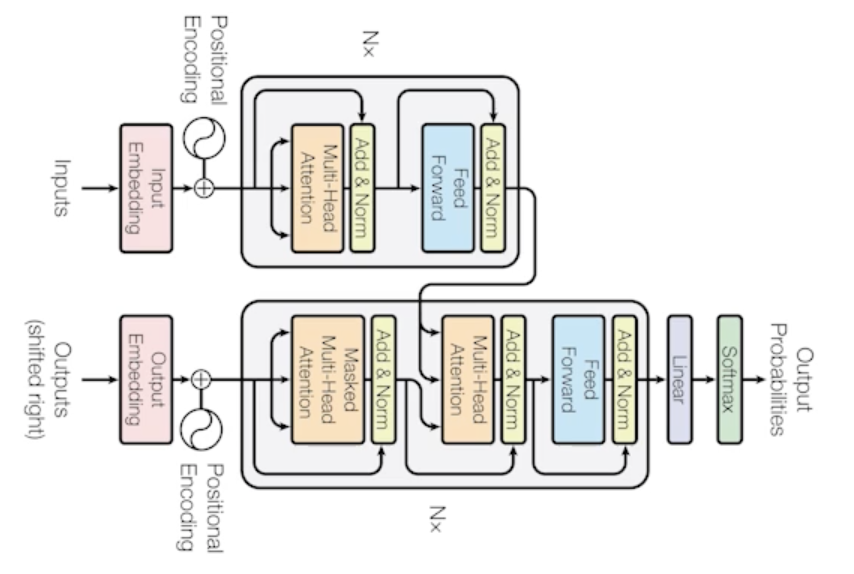 Output
Probabilities
Softmax
Linear
Add & Norm
Feed
Forward
Add & Norm
Multi-Head
Attention
Add & Norm
Masked
Multi-Head
Attention
Nx
Output
Embedding
Positional
Encoding
Outputs
(shifted right)
Nx
Add & Norm
Feed
Forward
Add & Norm
Multi-Head
Attention
Positional
Encoding
Input
Embedding
Inputs